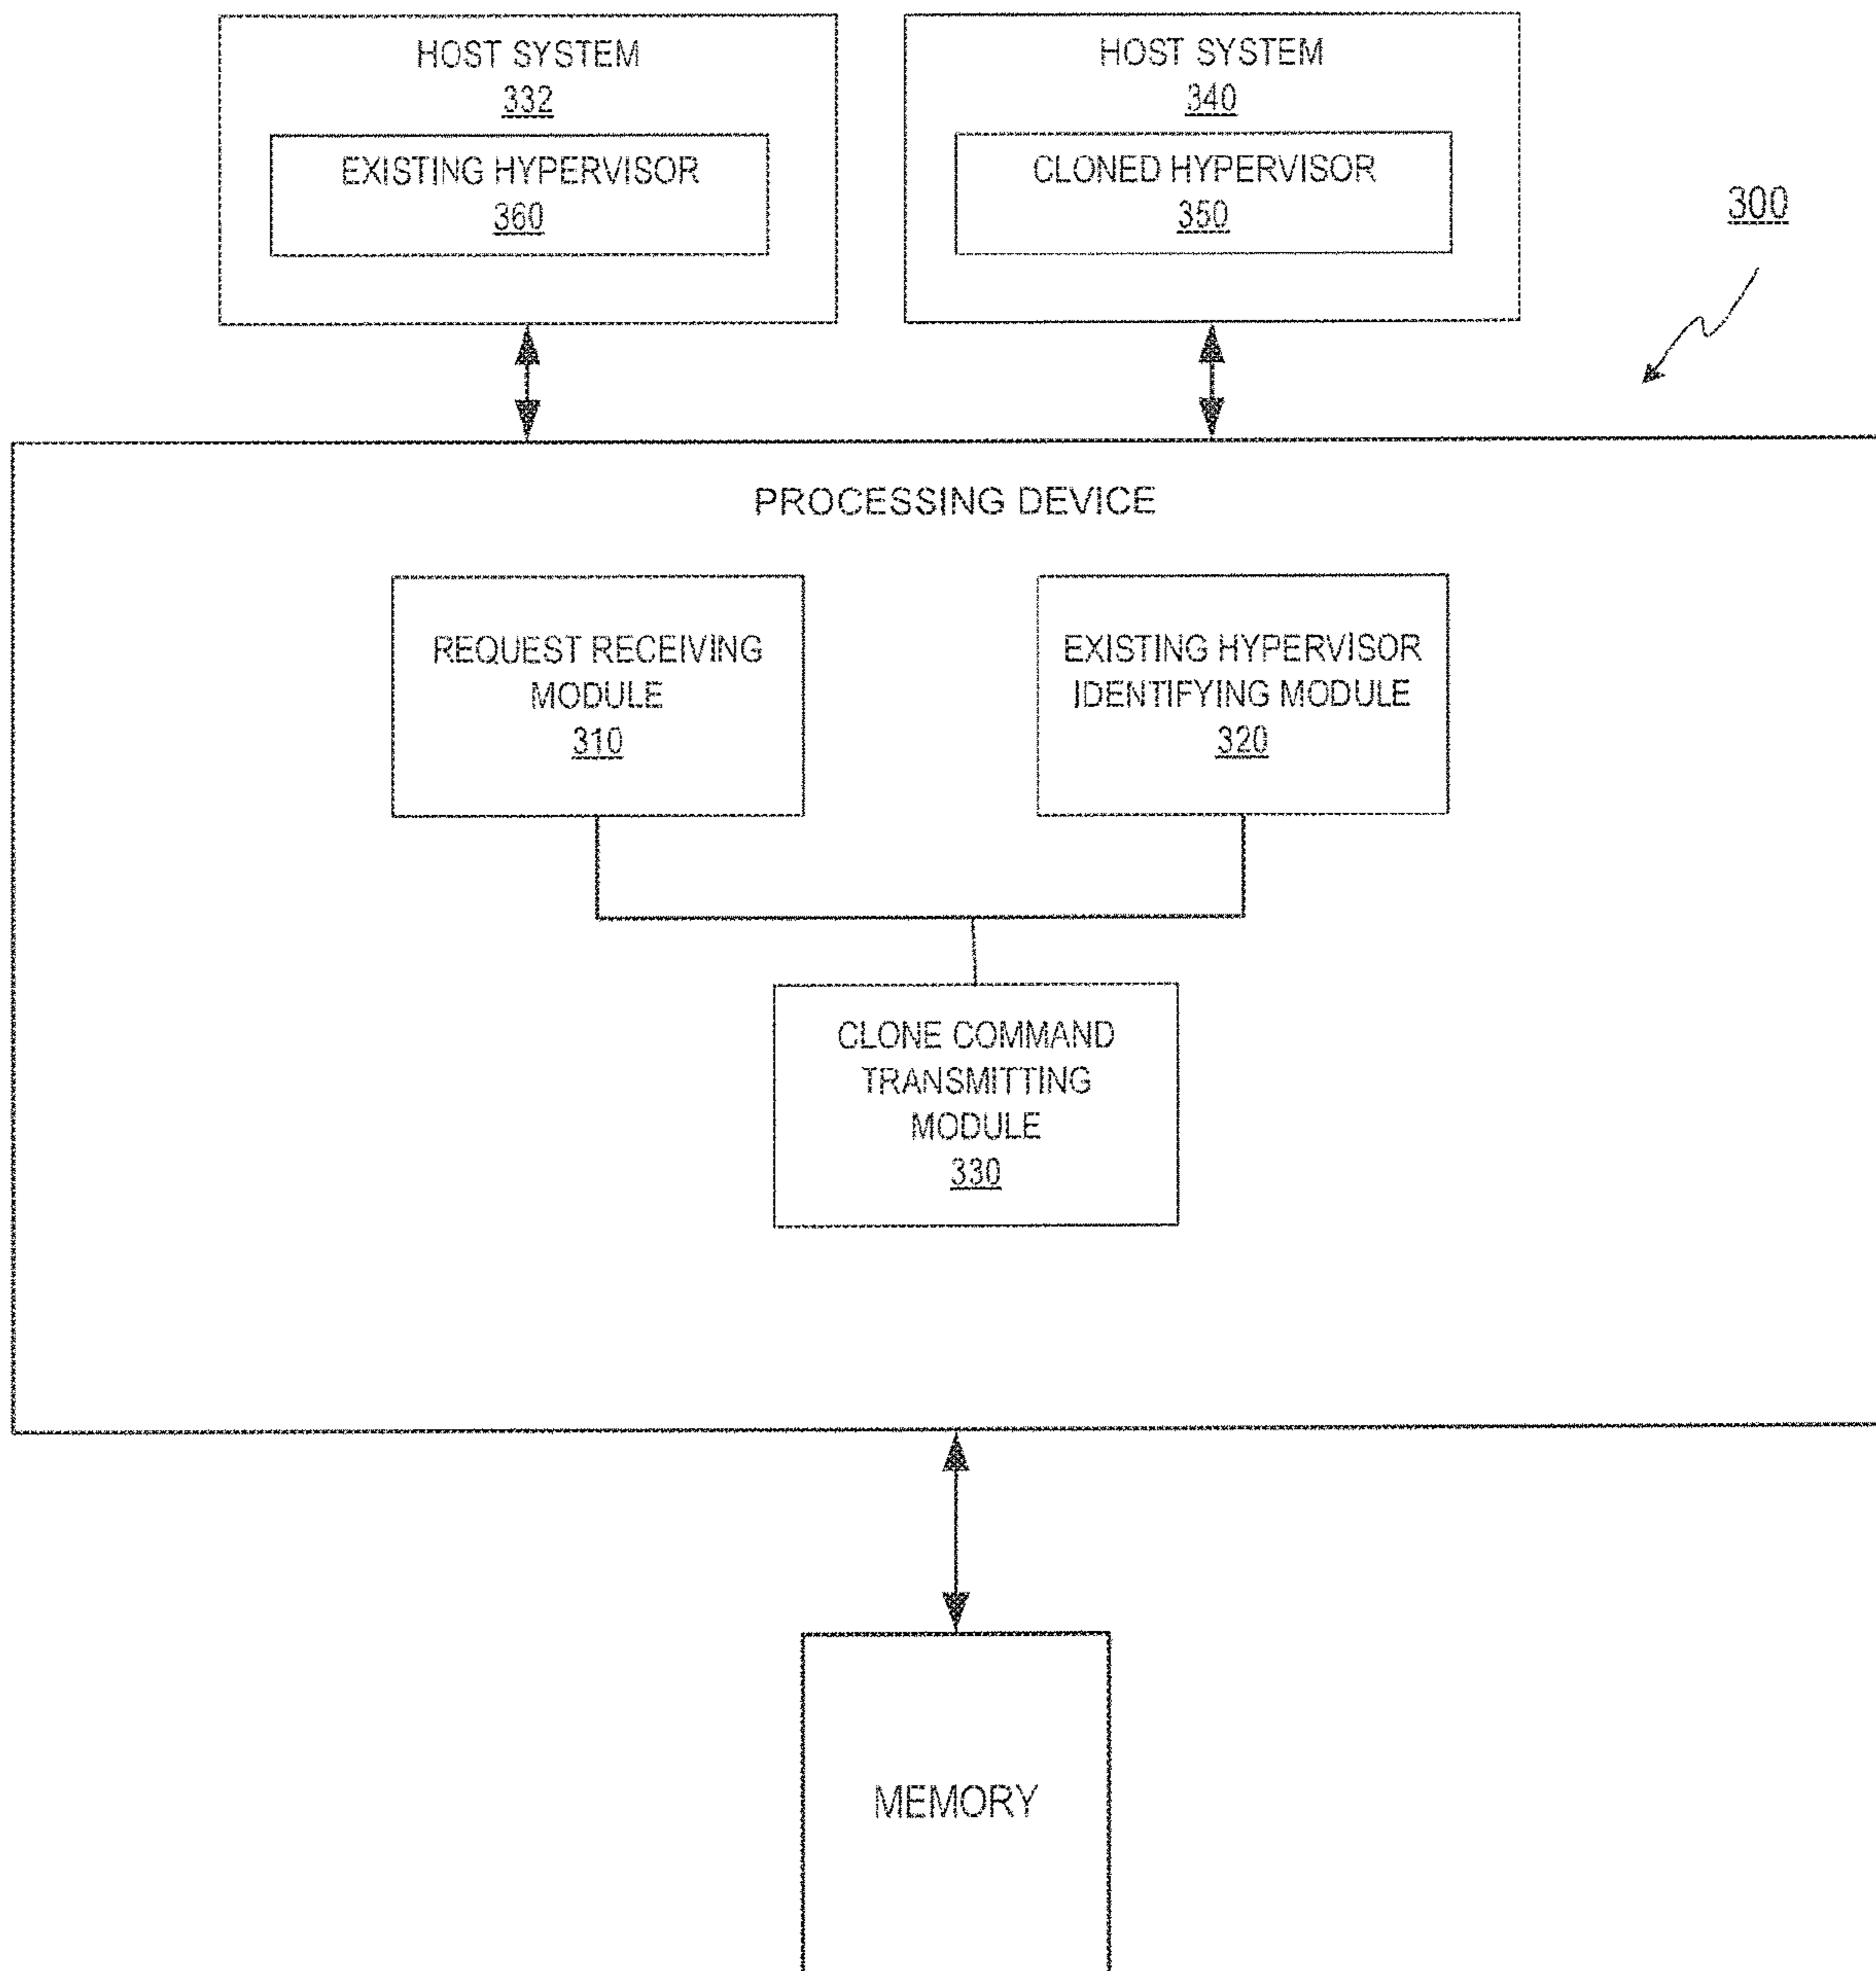 HOST SYSTEM
332
EXISTING HYPERVISOR
360
HOST SYSTEM
340
CLONED HYPERVISOR
350
300
PROCESSING DEVICE
REQUEST RECEIVING
MODULE
310
EXISTING HYPERVISOR
IDENTIFYING MODULE
320
CLONE COMMAND
TRANSMITTING
MODULE
330
MEMORY